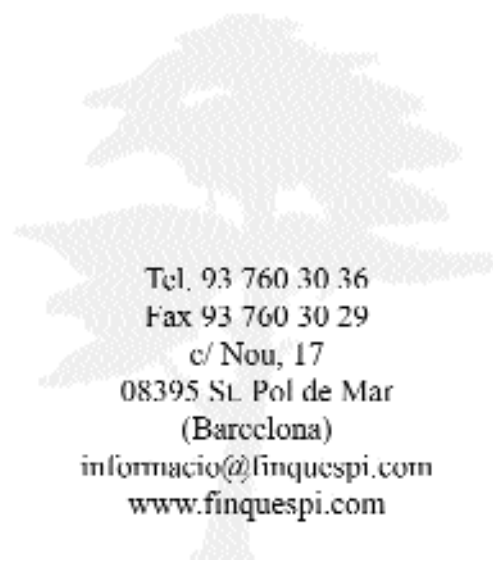 Tel. 93 760 30 36
Fax 93 760 30 29
c/ Nou, 17
08395 St. Pol de Mar
(Barcelona)
informacio@finquespi.com
www.finquespi.com